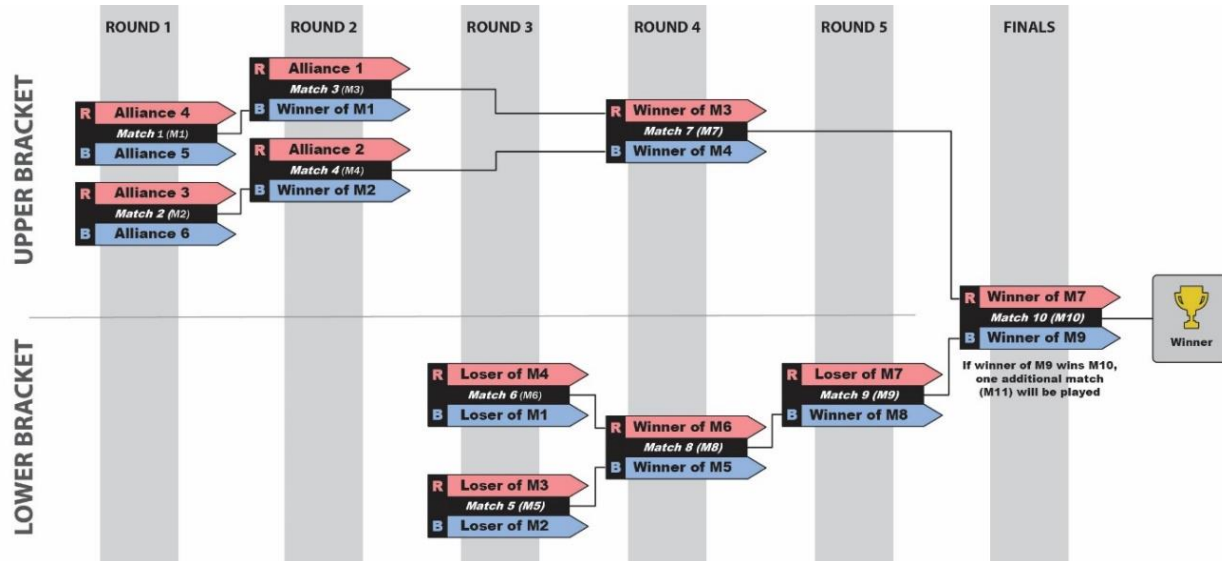 ROUND 1
ROUND 2
ROUND 3
ROUND 4
ROUND 5
FINALS
UPPER BRACKET
R Alliance 4
Match 1 (M1)
B Alliance 5
R Alliance 3
Match 2 (M2)
B Alliance 6
R Alliance 1
Match 3 (M3)
B Winner of M1
R Alliance 2
Match 4 (M4)
B Winner of M2
R Winner of M3
Match 7 (M7)
B Winner of M4
LOWER BRACKET
R Loser of M4
Match 6 (M6)
B Loser of M1
R Loser of M3
Match 5 (M5)
B Loser of M2
R Winner of M6
Match 8 (M8)
B Winner of M5
R Loser of M7
Match 9 (M9)
B Winner of M8
R Winner of M7
Match 10 (M10)
B Winner of M9
If winner of M9 wins M10,
one additional match
(M11) will be played
Winner